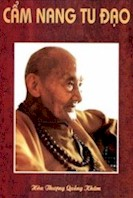 CẨM NANG TU ĐẠO
Hòa Thượng Quảng Khâm